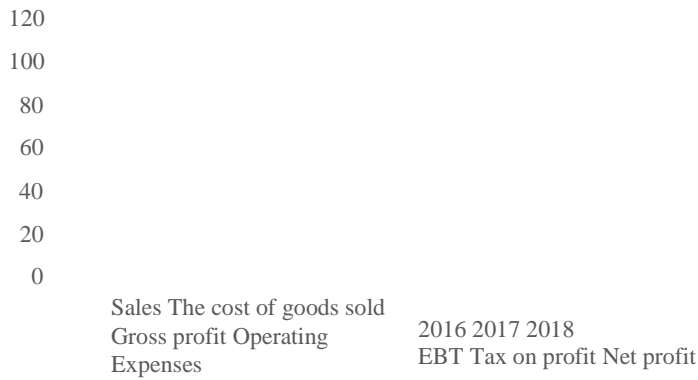 120
100
80
60
40
20
0
Sales The cost of goods sold
Gross profit Operating
Expenses
2016 2017 2018
EBT Tax on profit Net profit